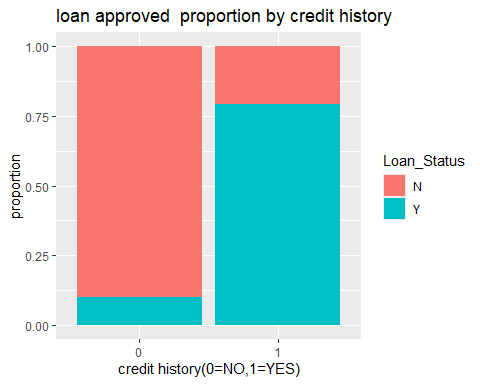 loan approved  proportion by credit history
1.00
0.75
0.50
0.25
0.00
proportion
0
1
credit history(0=NO,1=YES)
Loan_Status
N
Y